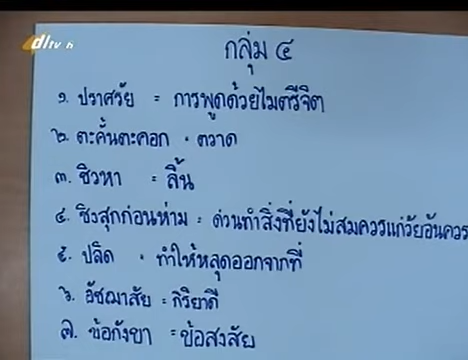 dltv ๖
กลุ่ม ๔
๑. ปราศรัย = การพูดด้วยไมตรีจิต
๒. ตะคั้นตะคอก = ตวาด
๓. ชิวหา = ลิ้น
๔. ชิงสุกก่อนห่าม = ด่วนทำสิ่งที่ยังไม่สมควรแก่วัยอันควร
๕. ปลิด = ทำให้หลุดออกจากที่
๖. อัชฌาสัย = กิริยาดี
๗. ข้อกังขา = ข้อสงสัย